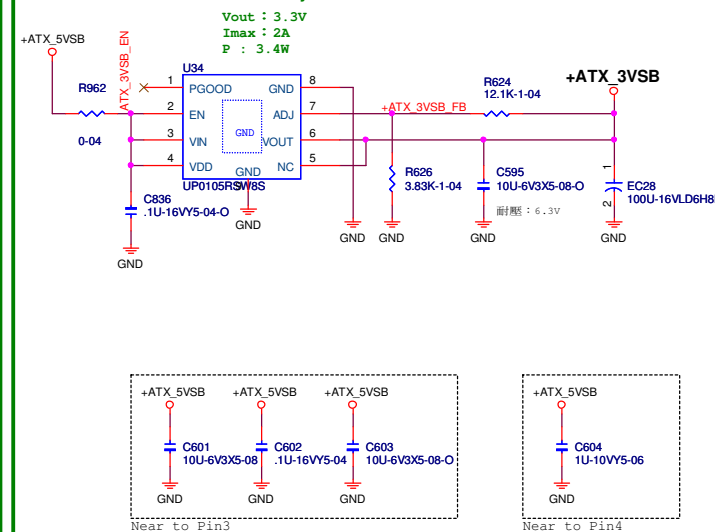 Vout：3.3V
Imax：2A
P : 3.4W
+ATX_5VSB
ATX_3VSB_EN
U34
R962
0-04
1
PGOOD
GND
8
2
EN
ADJ
7
3
VIN
GND
VOUT
6
4
VDD
GND
NC
5
+ATX_3VSB_FB
R624
12.1K-1-04
+ATX_3VSB
R626
3.83K-1-04
C595
10U-6V3X5-08-O
耐壓：6.3V
1
2
EC28
100U-16VLD6H8
C836
.1U-16VY5-04-O
GND
GND
GND
GND
GND
GND
+ATX_5VSB
+ATX_5VSB
+ATX_5VSB
+ATX_5VSB
C601
10U-6V3X5-08
C602
.1U-16VY5-04
C603
10U-6V3X5-08-O
C604
1U-10VY5-06
GND
GND
GND
GND
Near to Pin3
Near to Pin4